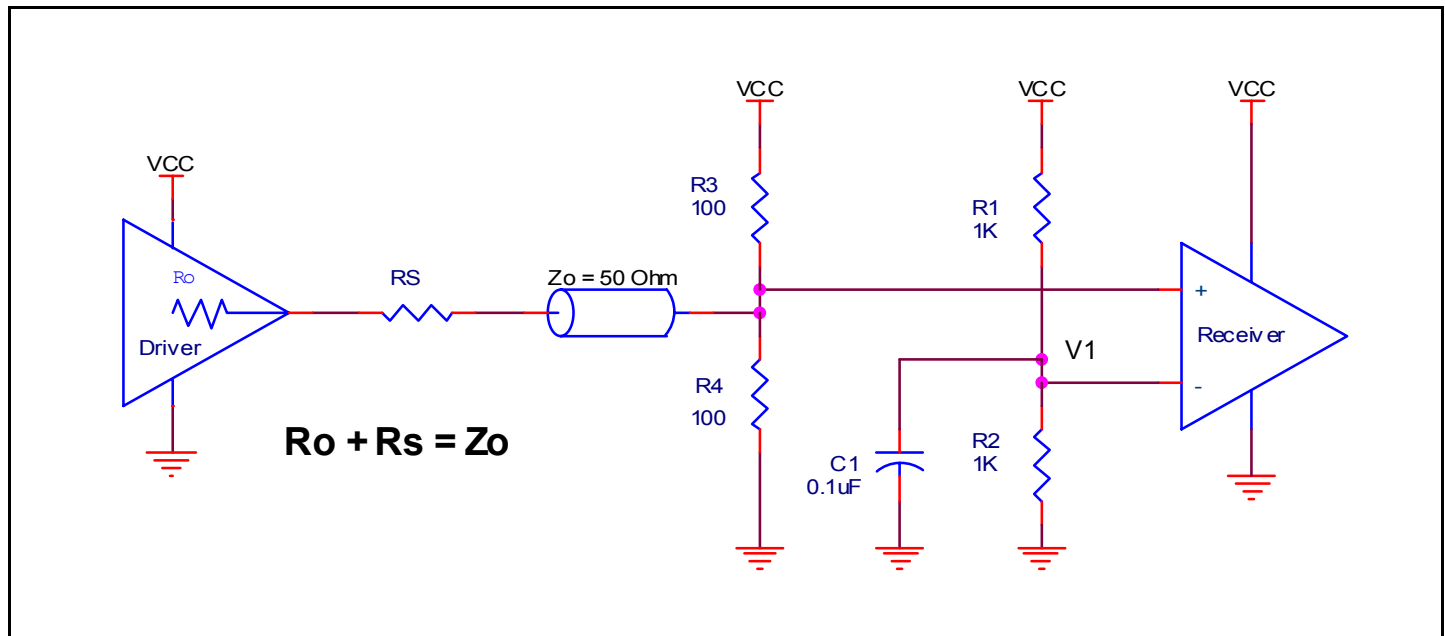 VCC
VCC
VCC
VCC
R3
100
R1
1K
Ro
RS
Zo = 50 Ohm
+
Driver
V1
Receiver
R4
100
-
Ro + Rs = Zo
C1
0.1uF
R2
1K